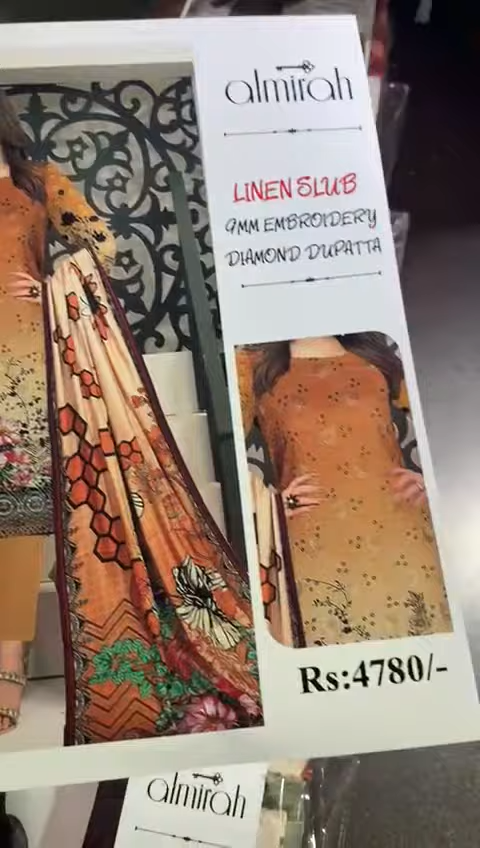 almirah
LINEN SLUB
9MM EMBROIDERY
DIAMOND DUPATTA
Rs:4780/-
almirah